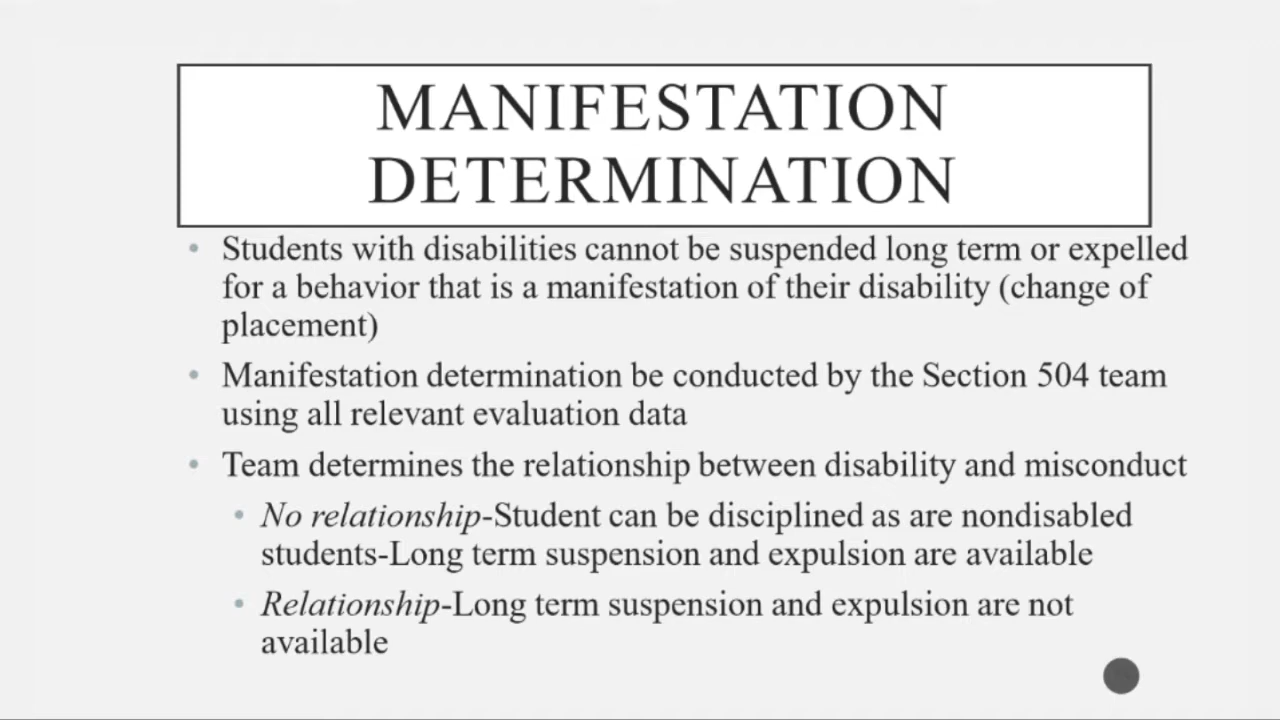 MANIFESTATION
DETERMINATION
• Students with disabilities cannot be suspended long term or expelled
for a behavior that is a manifestation of their disability (change of
placement)
• Manifestation determination be conducted by the Section 504 team
using all relevant evaluation data
• Team determines the relationship between disability and misconduct
• No relationship-Student can be disciplined as are nondisabled
students-Long term suspension and expulsion are available
• Relationship-Long term suspension and expulsion are not
available